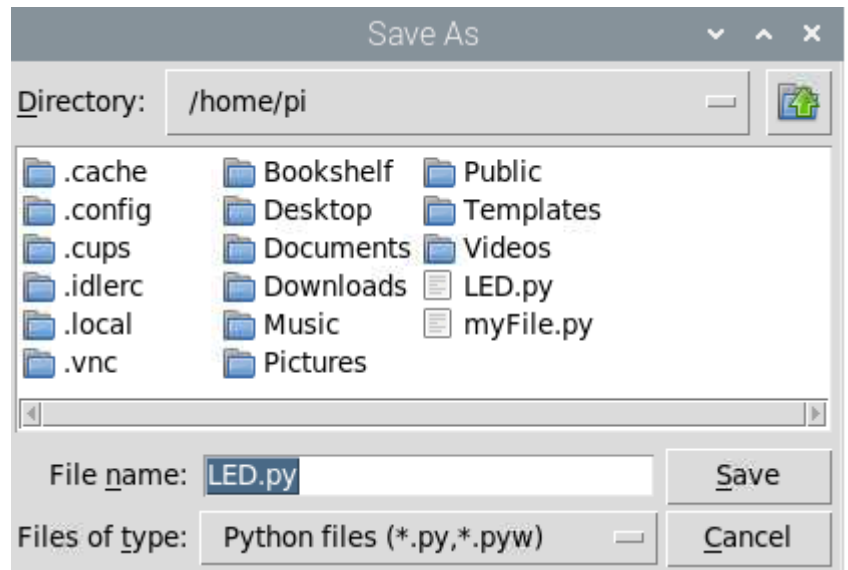 Save As
Directory: /home/pi
.cache Bookshelf Public
.config Desktop Templates
.cups Documents Videos
.idlerc Downloads LED.py
.local Music myFile.py
.vnc Pictures
File name: LED.py Save
Files of type: Python files (*.py,*.pyw) Cancel